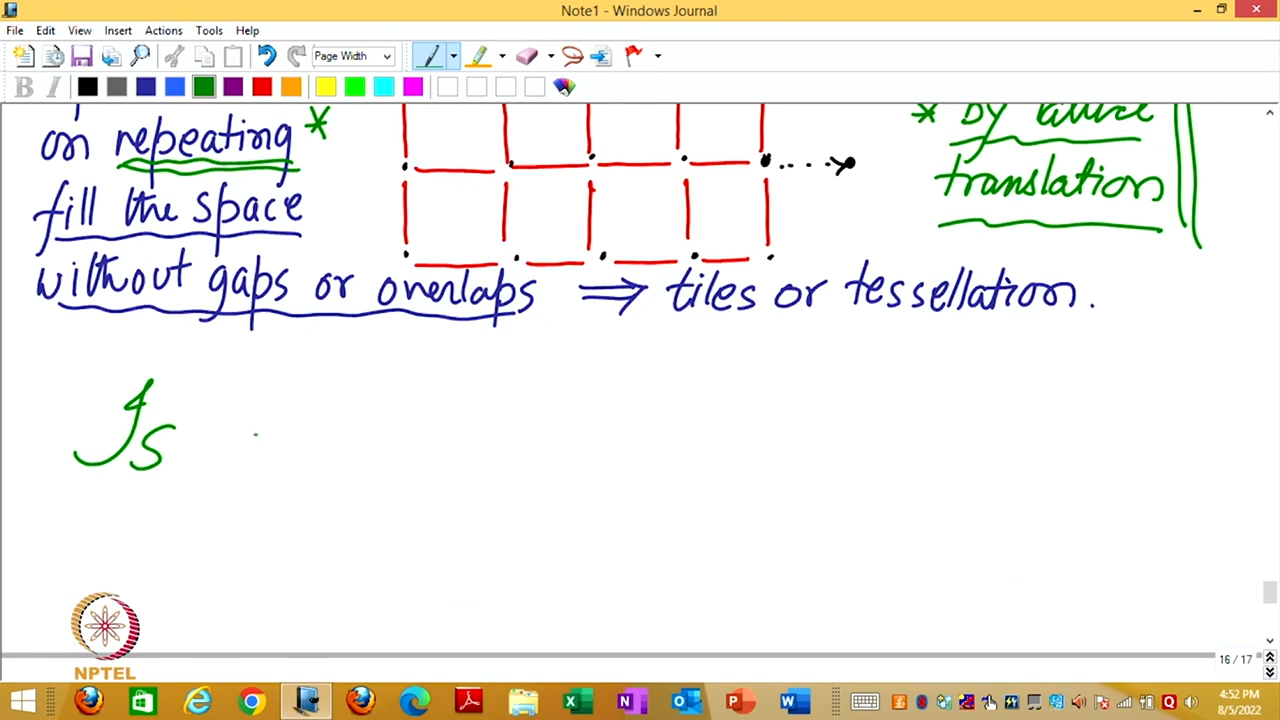 Note1 - Windows Journal
File Edit View Insert Actions Tools Help
Page Width
B I
on repeating *
* by lattice
translation
fill the space
without gaps or overlaps ⇒ tiles or tessellation.
Is
NPTEL
16 / 17
4:52 PM
8/5/2022